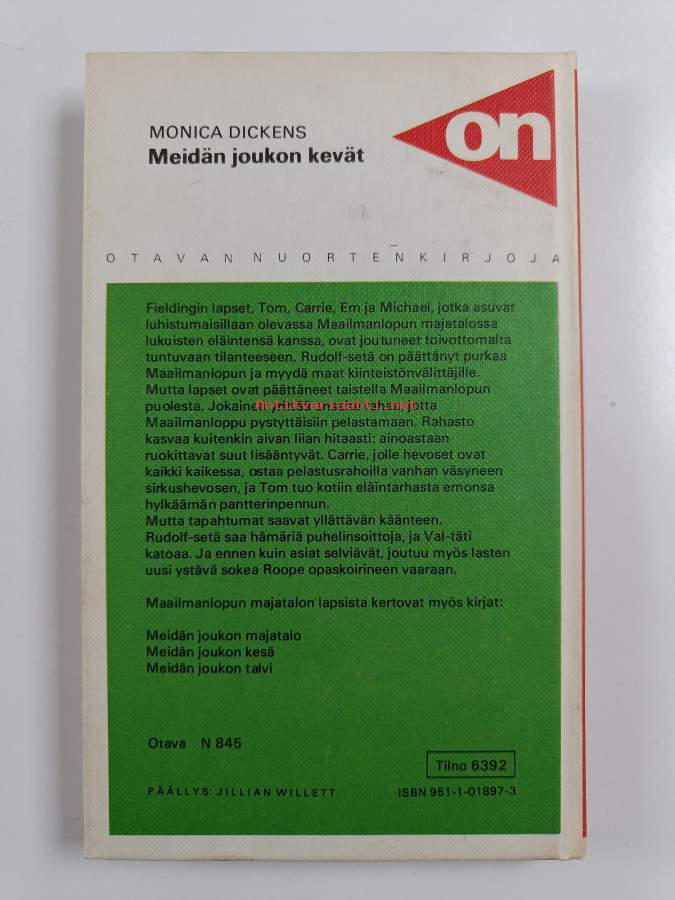 MONICA DICKENS
Meidän joukon kevät
on
OTAVAN NUORTENKIRJOJA
Fieldingin lapset, Tom, Carrie, Em ja Michael, jotka asuvat
luhistumaisillaan olevassa Maailmanlopun majatalossa
lukuisten eläintensä kanssa, ovat joutuneet toivottomalta
tuntuvaan tilanteeseen. Rudolf-setä on päättänyt purkaa
Maailmanlopun ja myydä maat kiinteistönvälittäjille.
Mutta lapset ovat päättäneet taistella Maailmanlopun
puolesta. Jokainen jotta
Antikvariaatti.net
Maailmanloppu pystyttäisiin pelastamaan. Rahasto
kasvaa kuitenkin aivan liian hitaasti: ainoastaan
ruokittavat suut lisääntyvät. Carrie, jolle hevoset ovat
kaikki kaikessa, ostaa pelastusrahoilla vanhan väsyneen
sirkushevosen, ja Tom tuo kotiin eläintarhasta emonsa
hylkäämän pantterinpennun.
Mutta tapahtumat saavat yllättävän käänteen.
Rudolf-setä saa hämäriä puhelinsoittoja, ja Val-täti
katoaa. Ja ennen kuin asiat selviävät, joutuu myös lasten
uusi ystävä sokea Roope opaskoirineen vaaraan.
Maailmanlopun majatalon lapsista kertovat myös kirjat:
Meidän joukon majatalo
Meidän joukon kesä
Meidän joukon talvi
Otava N 845
Tilno 6392
PÄÄLLYS: JILLIAN WILLETT
ISBN 951-1-01897-3